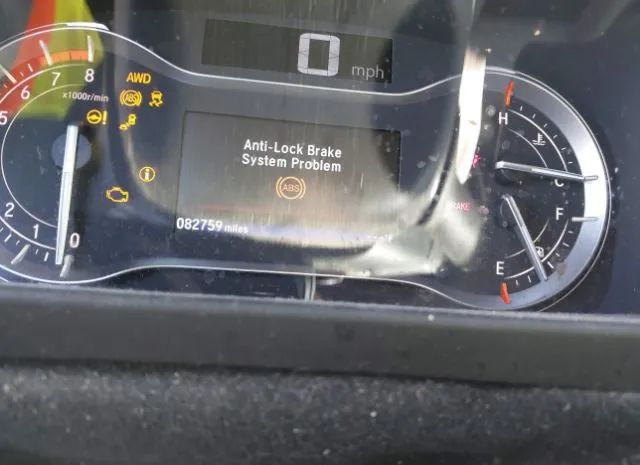 0 mph
5 6 7 8
x1000r/min
AWD
ABS
Anti-Lock Brake
System Problem
ABS
082759 miles
2 1 0
H
C
BRAKE
F
E